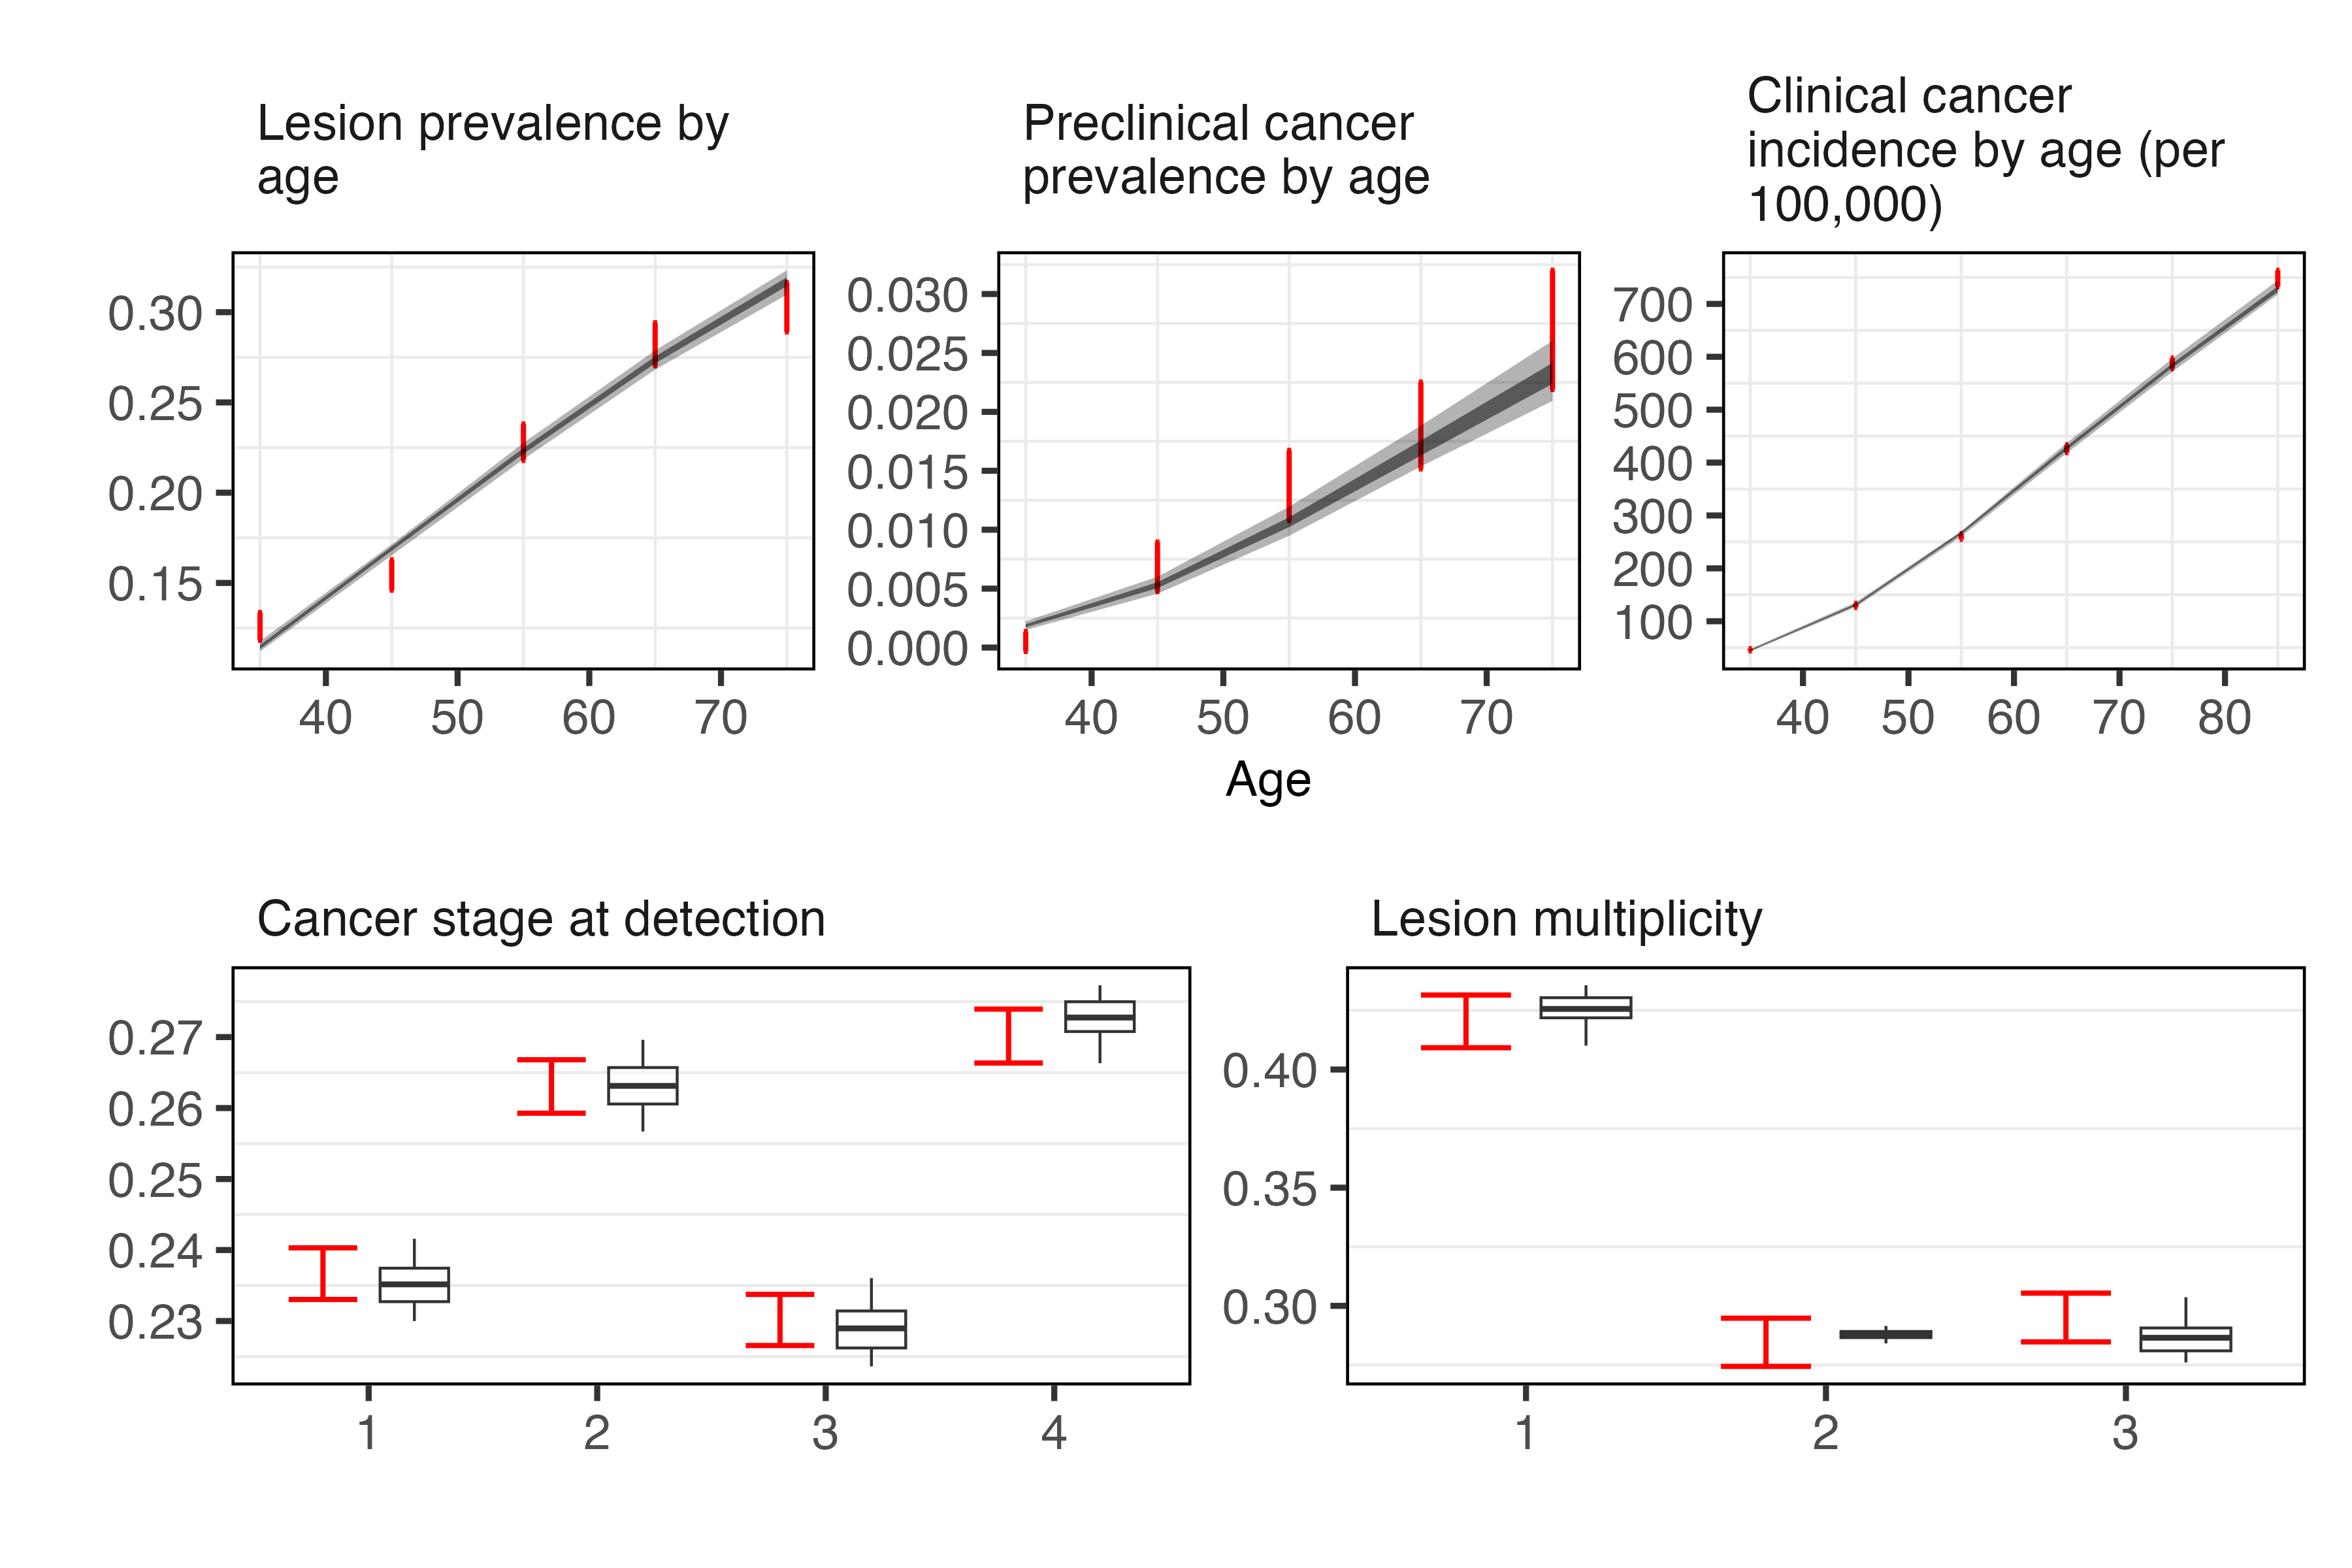 Lesion prevalence by
age
0.30
0.25
0.20
0.15
40 50 60 70
Preclinical cancer
prevalence by age
0.030
0.025
0.020
0.015
0.010
0.005
0.000
40 50 60 70
Clinical cancer
incidence by age (per
100,000)
700
600
500
400
300
200
100
40 50 60 70 80
Age
Cancer stage at detection
0.27
0.26
0.25
0.24
0.23
1 2 3 4
Lesion multiplicity
0.40
0.35
0.30
1 2 3